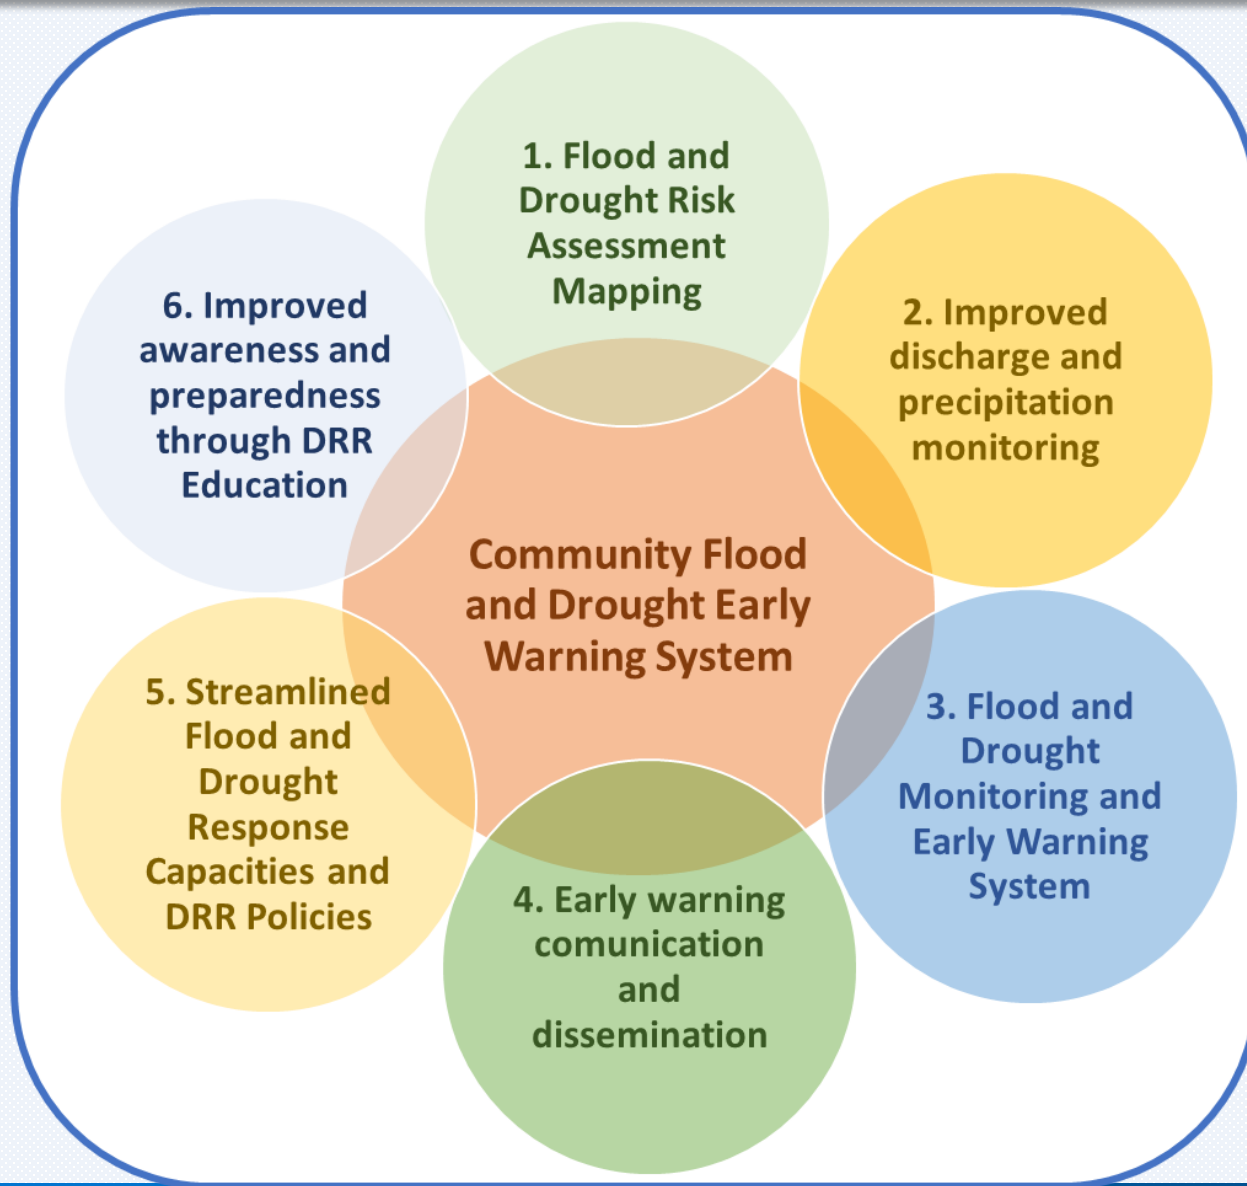 1. Flood and
Drought Risk
Assessment
Mapping
2. Improved
discharge and
precipitation
monitoring
3. Flood and
Drought
Monitoring and
Early Warning
System
4. Early warning
comunication
and
dissemination
5. Streamlined
Flood and
Drought
Response
Capacities and
DRR Policies
6. Improved
awareness and
preparedness
through DRR
Education
Community Flood
and Drought Early
Warning System